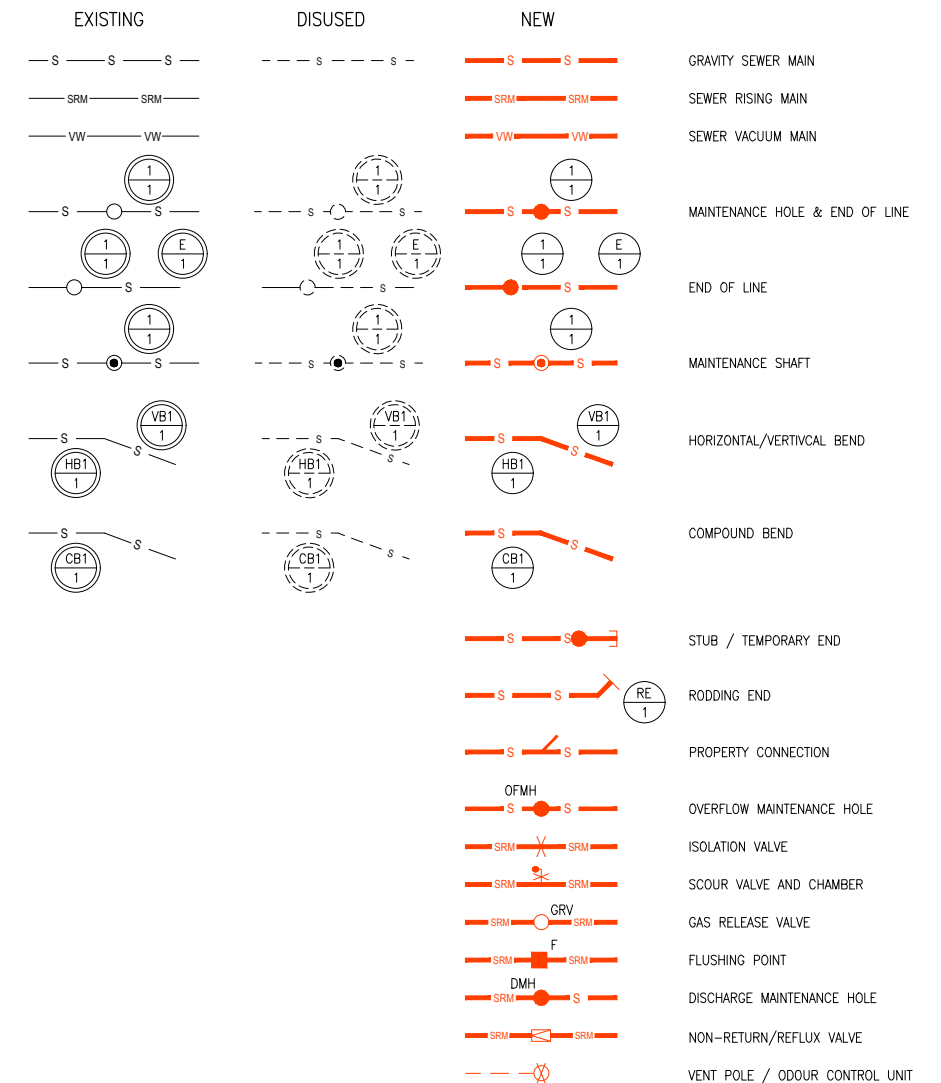 EXISTING DISUSED NEW
S S S S S S S GRAVITY SEWER MAIN
SRM SRM SRM SRM SEWER RISING MAIN
VW VW VW VW SEWER VACUUM MAIN
1 1 1
1 1 1
S S S S S S MAINTENANCE HOLE & END OF LINE
1 E 1 E 1 E
1 1 1 1 1 1
S S S END OF LINE
1 1 1
1 1 1
S S S S S S MAINTENANCE SHAFT
VB1 VB1 VB1
1 1 1
S S S HORIZONTAL/VERTIVCAL BEND
S S S
HB1 HB1 HB1
1 1 1
S S S COMPOUND BEND
S S S
CB1 CB1 CB1
1 1 1
S S STUB / TEMPORARY END
S S RE RODDING END
1
S S PROPERTY CONNECTION
OFMH
S S OVERFLOW MAINTENANCE HOLE
SRM SRM ISOLATION VALVE
SRM SRM SCOUR VALVE AND CHAMBER
GRV
SRM SRM GAS RELEASE VALVE
F
SRM SRM FLUSHING POINT
DMH
SRM S DISCHARGE MAINTENANCE HOLE
SRM SRM NON-RETURN/REFLUX VALVE
VENT POLE / ODOUR CONTROL UNIT